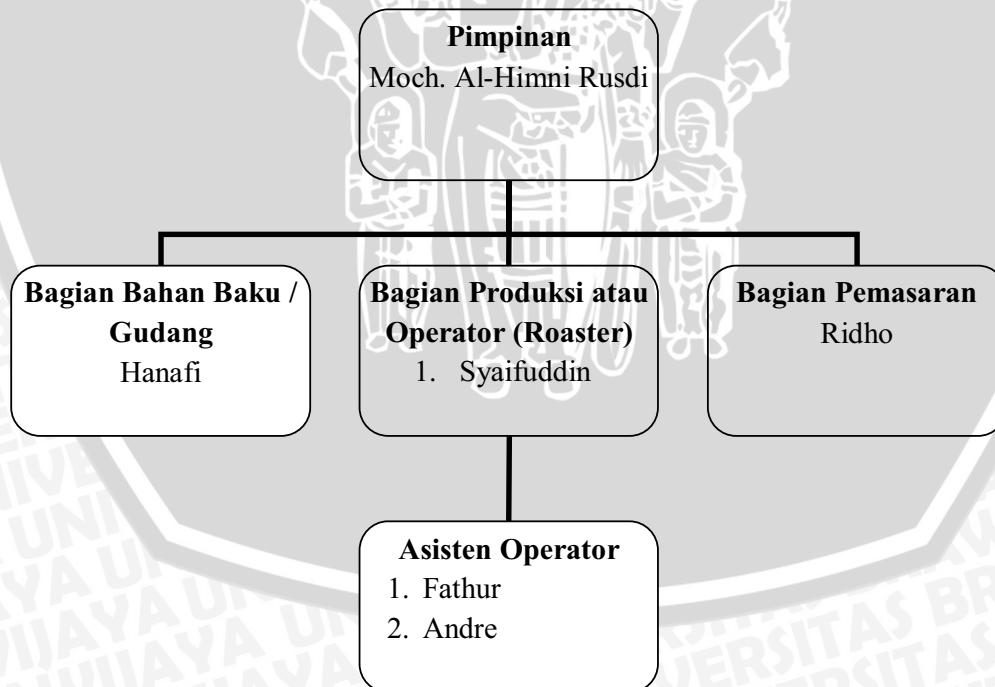 Pimpinan
Moch. Al-Himni Rusdi
Bagian Bahan Baku /
Gudang
Hanafi
Bagian Produksi atau
Operator (Roaster)
1. Syaifuddin
Bagian Pemasaran
Ridho
Asisten Operator
1. Fathur
2. Andre